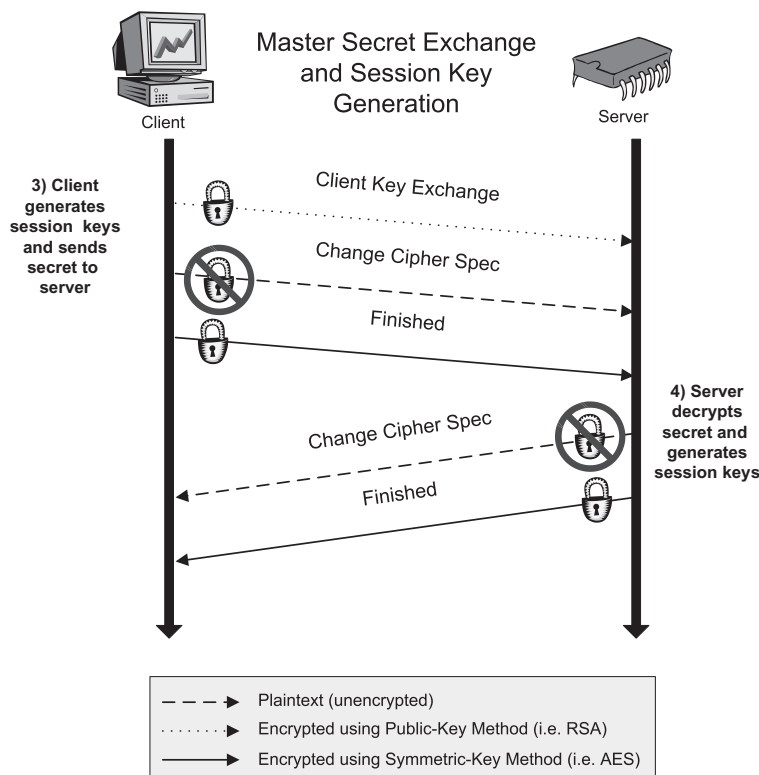 Master Secret Exchange
and Session Key
Generation
Client
Server
3) Client
generates
session keys
and sends
secret to
server
Client Key Exchange
Change Cipher Spec
Finished
4) Server
decrypts
secret and
generates
session keys
Change Cipher Spec
Finished
Plaintext (unencrypted)
Encrypted using Public-Key Method (i.e. RSA)
Encrypted using Symmetric-Key Method (i.e. AES)